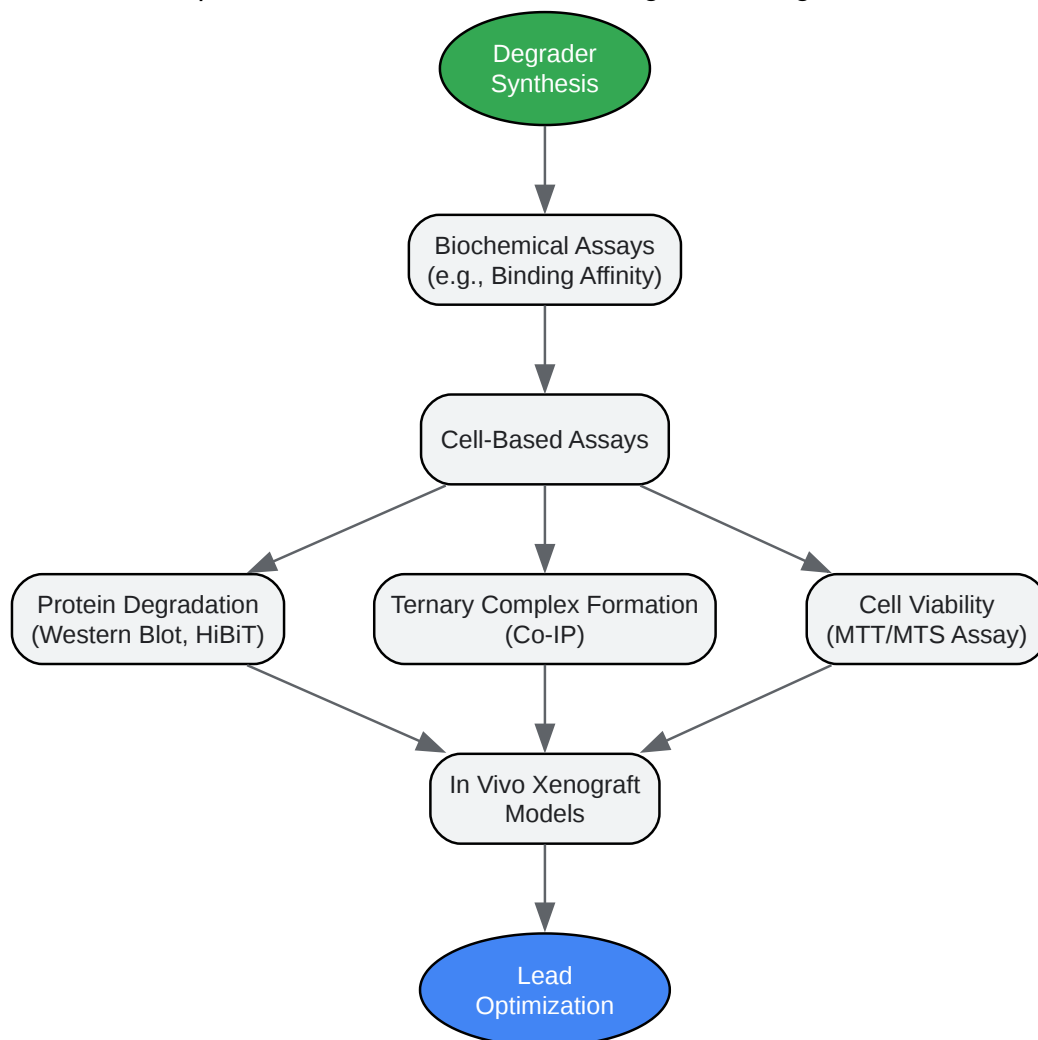 Degrader
Synthesis
Biochemical Assays
(e.g., Binding Affinity)
Cell-Based Assays
Protein Degradation
(Western Blot, HiBiT)
Ternary Complex Formation
(Co-IP)
Cell Viability
(MTT/MTS Assay)
In Vivo Xenograft
Models
Lead
Optimization